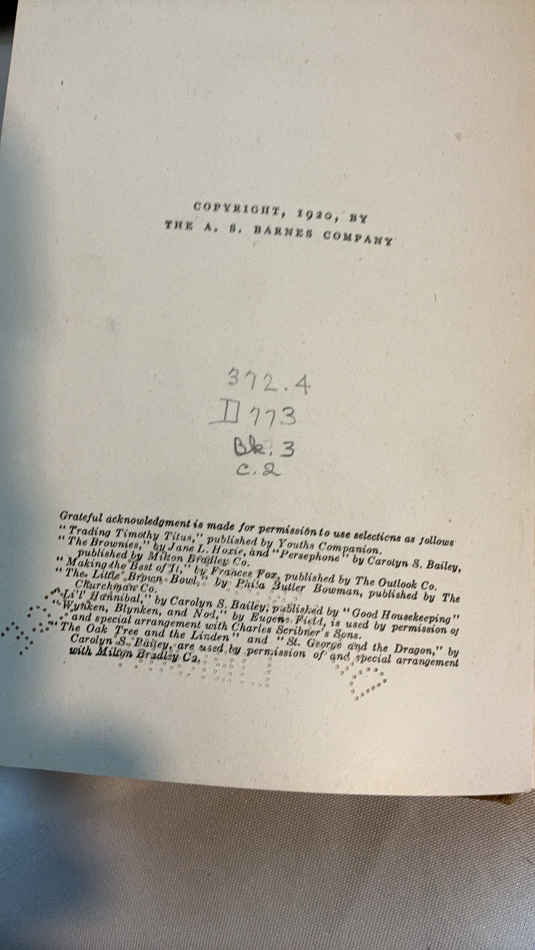 COPYRIGHT, 1920, BY
THE A. S. BARNES COMPANY
372.4
D773
Bk. 3
c.2
Grateful acknowledgment is made for permission to use selections as follows
"Trading Timothy Titus," published by Youths Companion.
"The Brownies," by Jane L. Hoxie, and "Persephone" by Carolyn S. Bailey,
published by Milton Bradley Co.
"Making the Best of It," by Frances Fox, published by The Outlook Co.
"The Little Brown Bowl," by Phila Butler Bowman, published by The
Churchman Co.
"Li'l' Hannibal," by Carolyn S. Bailey, published by "Good Housekeeping"
"Wynken, Blynken, and Nod," by Eugene Field, is used by permission of
and special arrangement with Charles Scribner's Sons.
"The Oak Tree and the Linden" and "St. George and the Dragon," by
Carolyn S. Bailey, are used by permission of and special arrangement
with Milton Bradley Co.